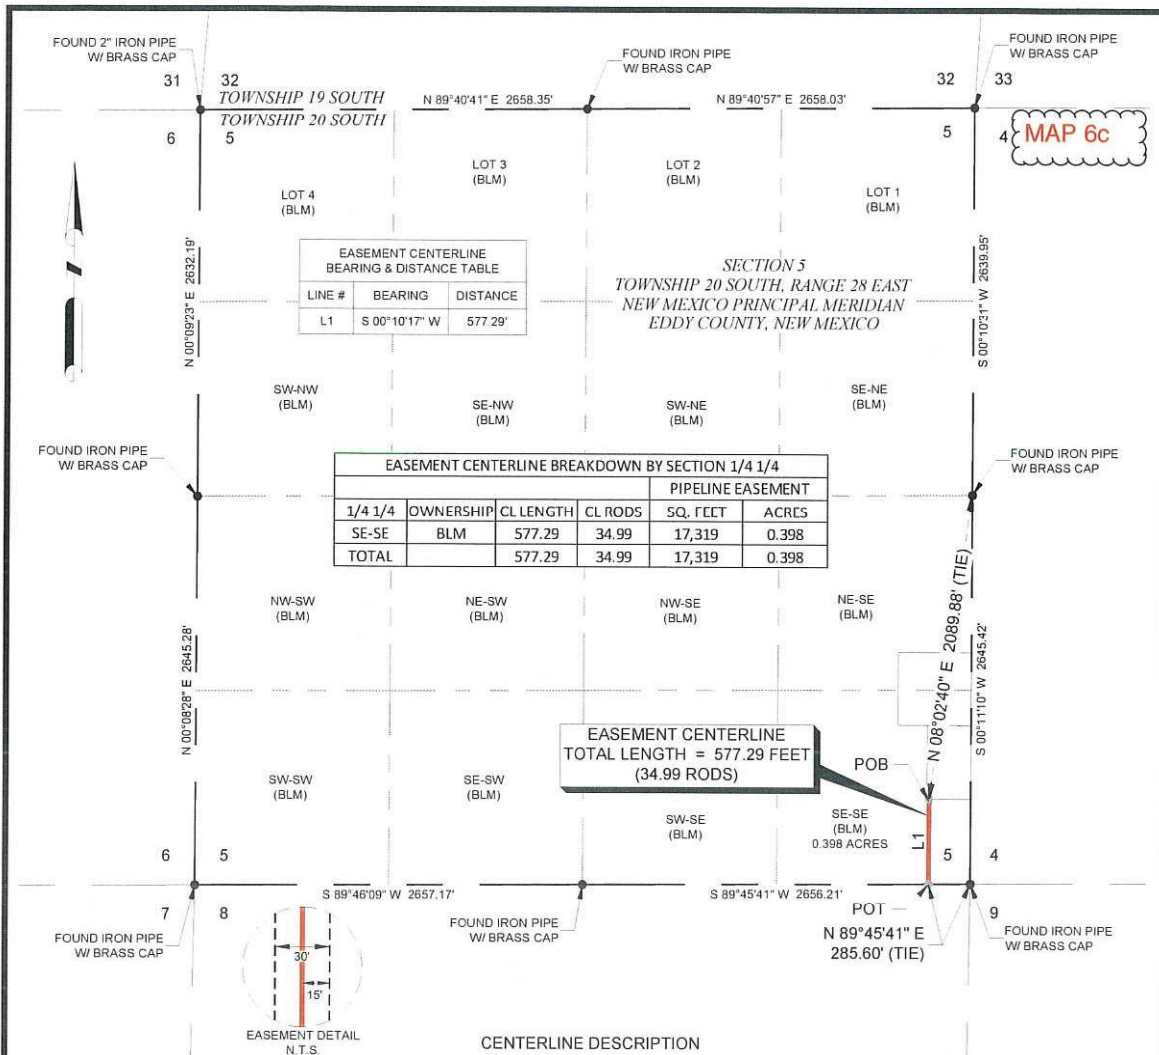 FOUND 2" IRON PIPE
W/ BRASS CAP
FOUND IRON PIPE
W/ BRASS CAP
FOUND IRON PIPE
W/ BRASS CAP
31 32
TOWNSHIP 19 SOUTH
TOWNSHIP 20 SOUTH
6 5
N 89°40'41" E 2658.35'
N 89°40'57" E 2658.03'
32 33
5 4
MAP 6c
LOT 4
(BLM)
LOT 3
(BLM)
LOT 2
(BLM)
LOT 1
(BLM)
N 00°09'23" E 2632.19'
EASEMENT CENTERLINE
BEARING & DISTANCE TABLE
LINE # BEARING DISTANCE
L1 S 00°10'17" W 577.29'
SECTION 5
TOWNSHIP 20 SOUTH, RANGE 28 EAST
NEW MEXICO PRINCIPAL MERIDIAN
EDDY COUNTY, NEW MEXICO
S 00°10'31" W 2639.95'
SW-NW
(BLM)
SE-NW
(BLM)
SW-NE
(BLM)
SE-NE
(BLM)
FOUND IRON PIPE
W/ BRASS CAP
FOUND IRON PIPE
W/ BRASS CAP
EASEMENT CENTERLINE BREAKDOWN BY SECTION 1/4 1/4
PIPELINE EASEMENT
1/4 1/4 OWNERSHIP CL LENGTH CL RODS SQ. FEET ACRES
SE-SE BLM 577.29 34.99 17,319 0.398
TOTAL 577.29 34.99 17,319 0.398
NW-SW
(BLM)
NE-SW
(BLM)
NW-SE
(BLM)
NE-SE
(BLM)
N 08°02'40" E 2089.88' (TIE)
N 00°08'28" E 2645.28'
S 00°11'10" W 2645.42'
EASEMENT CENTERLINE
TOTAL LENGTH = 577.29 FEET
(34.99 RODS)
POB
SW-SW
(BLM)
SE-SW
(BLM)
SW-SE
(BLM)
SE-SE
(BLM)
0.398 ACRES
L1
6 5
5 4
S 89°46'09" W 2657.17'
S 89°45'41" W 2656.21'
7 8
9
FOUND IRON PIPE
W/ BRASS CAP
FOUND IRON PIPE
W/ BRASS CAP
POT
N 89°45'41" E
285.60' (TIE)
FOUND IRON PIPE
W/ BRASS CAP
30'
15'
EASEMENT DETAIL
N.T.S.
CENTERLINE DESCRIPTION